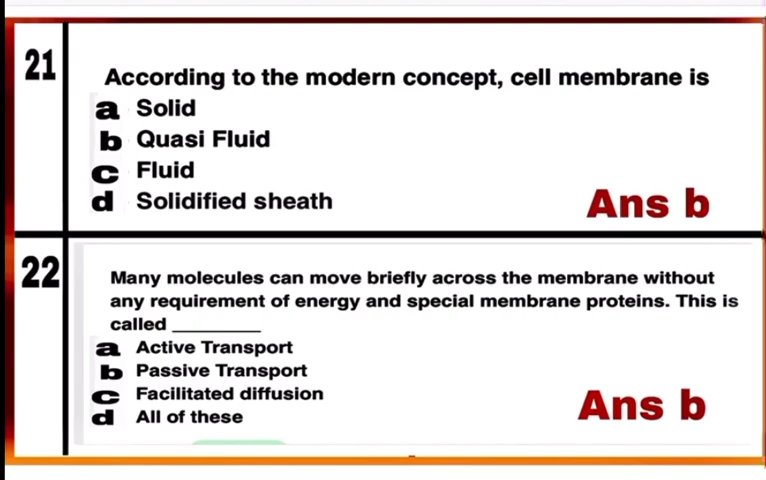 21
According to the modern concept, cell membrane is
a Solid
b Quasi Fluid
c Fluid
d Solidified sheath
Ans b
22
Many molecules can move briefly across the membrane without
any requirement of energy and special membrane proteins. This is
called ________
a Active Transport
b Passive Transport
c Facilitated diffusion
d All of these
Ans b